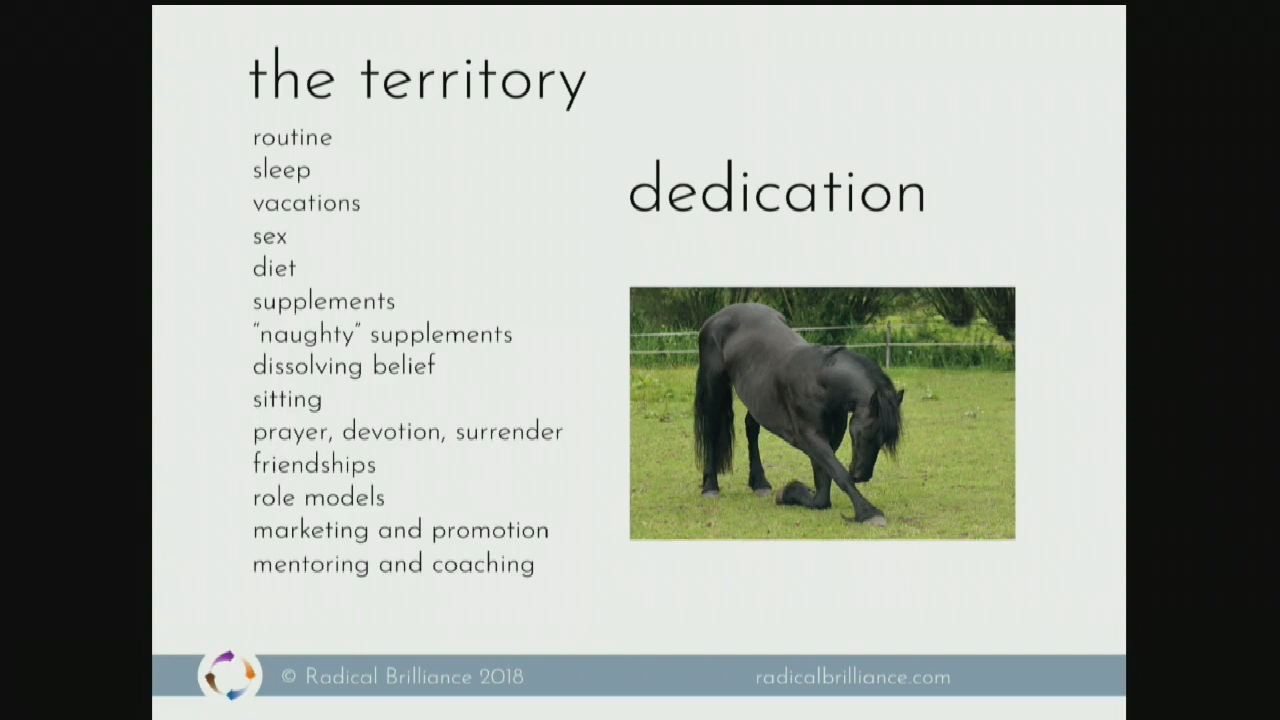 the territory
routine
sleep
vacations
sex
diet
supplements
“naughty” supplements
dissolving belief
sitting
prayer, devotion, surrender
friendships
role models
marketing and promotion
mentoring and coaching
dedication
© Radical Brilliance 2018
radicalbrilliance.com